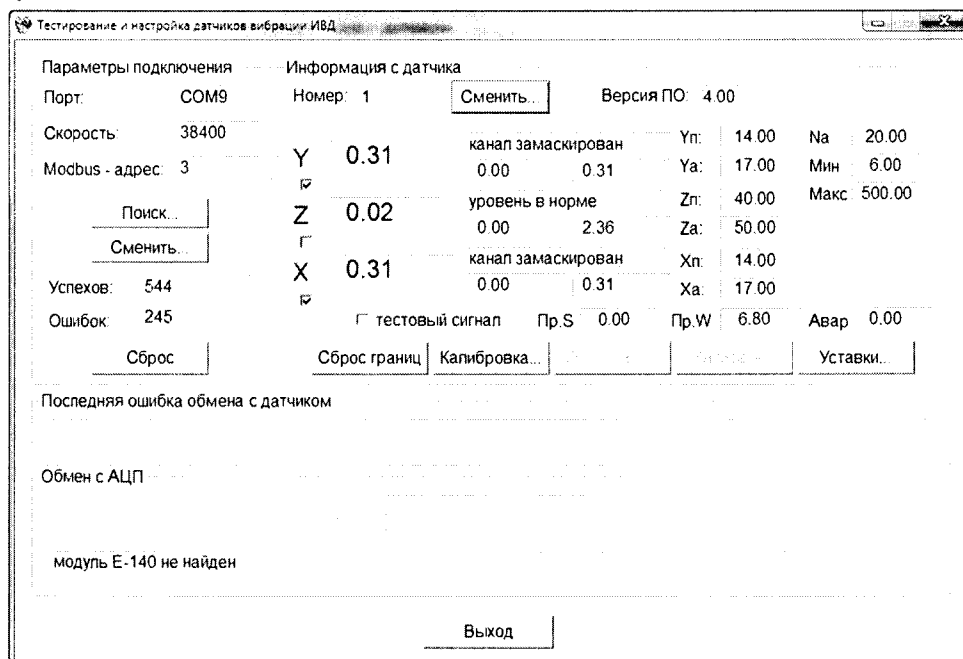 Тестирование и настройка датчиков вибрации ИВД
Параметры подключения
Информация с датчика
Порт: COM9
Номер: 1
Сменить...
Версия ПО: 4.00
Скорость: 38400
Modbus - адрес: 3
Поиск...
Сменить...
Успехов: 544
Ошибок: 245
Сброс
Y 0.31
канал замаскирован
0.00 0.31
Z 0.02
уровень в норме
0.00 2.36
X 0.31
канал замаскирован
0.00 0.31
Yп: 14.00
Yа: 17.00
Zп: 40.00
Zа: 50.00
Xп: 14.00
Xа: 17.00
Na 20.00
Мин 6.00
Макс 500.00
тестовый сигнал
Пр.S 0.00
Пр.W 6.80
Авар 0.00
Сброс границ
Калибровка...
Уставки...
Последняя ошибка обмена с датчиком
Обмен с АЦП
модуль Е-140 не найден
Выход